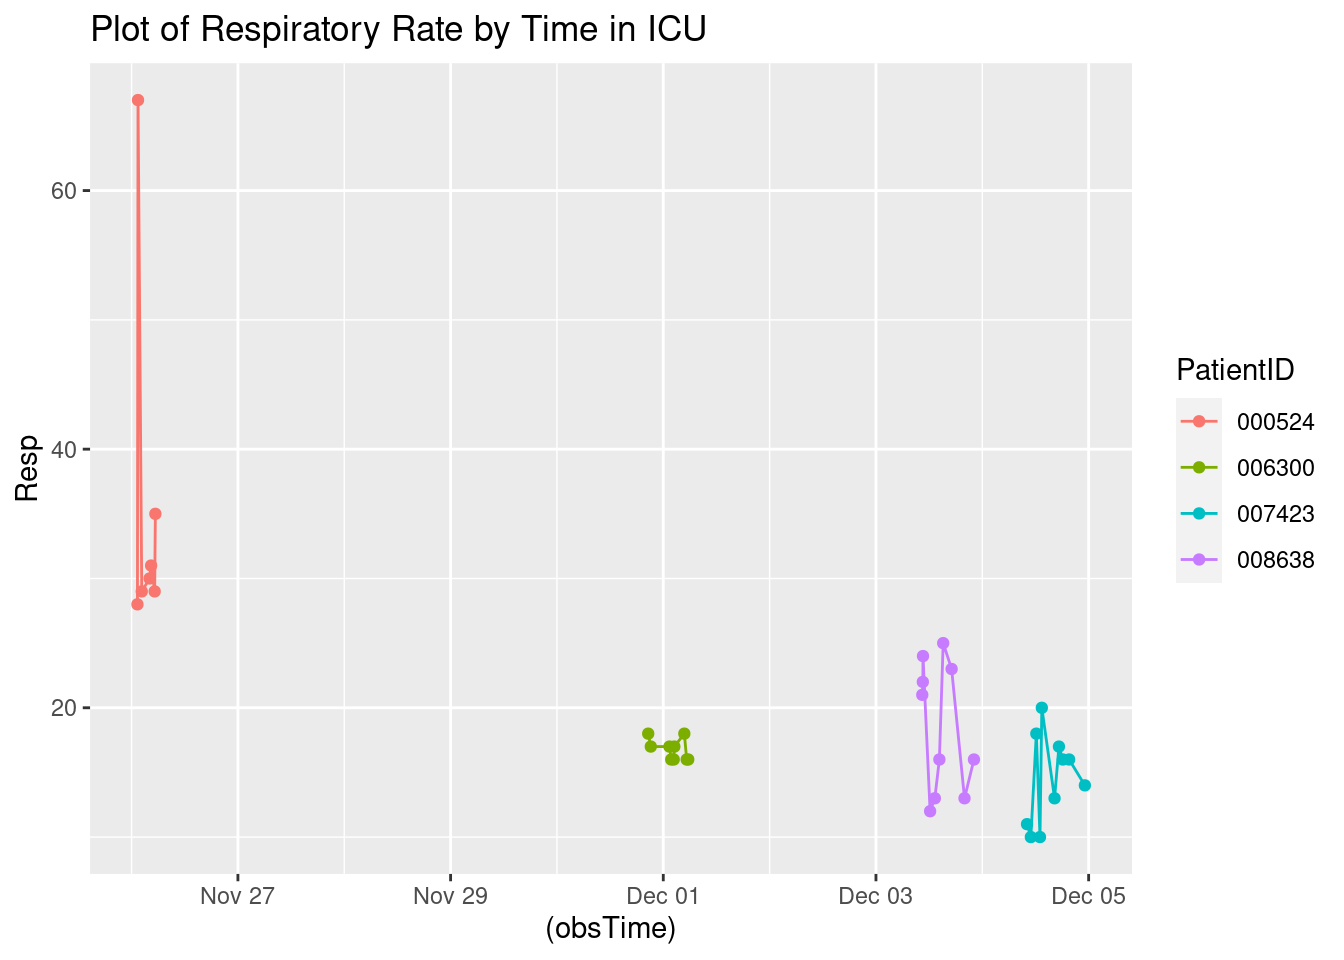 Plot of Respiratory Rate by Time in ICU
Resp
60
40
20
Nov 27 Nov 29 Dec 01 Dec 03 Dec 05
(obsTime)
PatientID
000524
006300
007423
008638